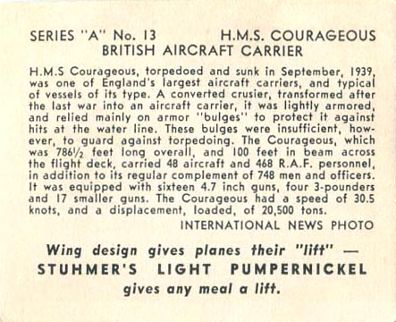 SERIES "A" No. 13 H.M.S. COURAGEOUS
BRITISH AIRCRAFT CARRIER
H.M.S Courageous, torpedoed and sunk in September, 1939,
was one of England's largest aircraft carriers, and typical
of vessels of its type. A converted crusier, transformed after
the last war into an aircraft carrier, it was lightly armored,
and relied mainly on armor "bulges" to protect it against
hits at the water line. These bulges were insufficient, how-
ever, to guard against torpedoing. The Courageous, which
was 786½ feet long overall, and 100 feet in beam across
the flight deck, carried 48 aircraft and 468 R.A.F. personnel,
in addition to its regular complement of 748 men and officers.
It was equipped with sixteen 4.7 inch guns, four 3-pounders
and 17 smaller guns. The Courageous had a speed of 30.5
knots, and a displacement, loaded, of 20,500 tons.
INTERNATIONAL NEWS PHOTO
Wing design gives planes their "lift" —
STUHMER'S LIGHT PUMPERNICKEL
gives any meal a lift.